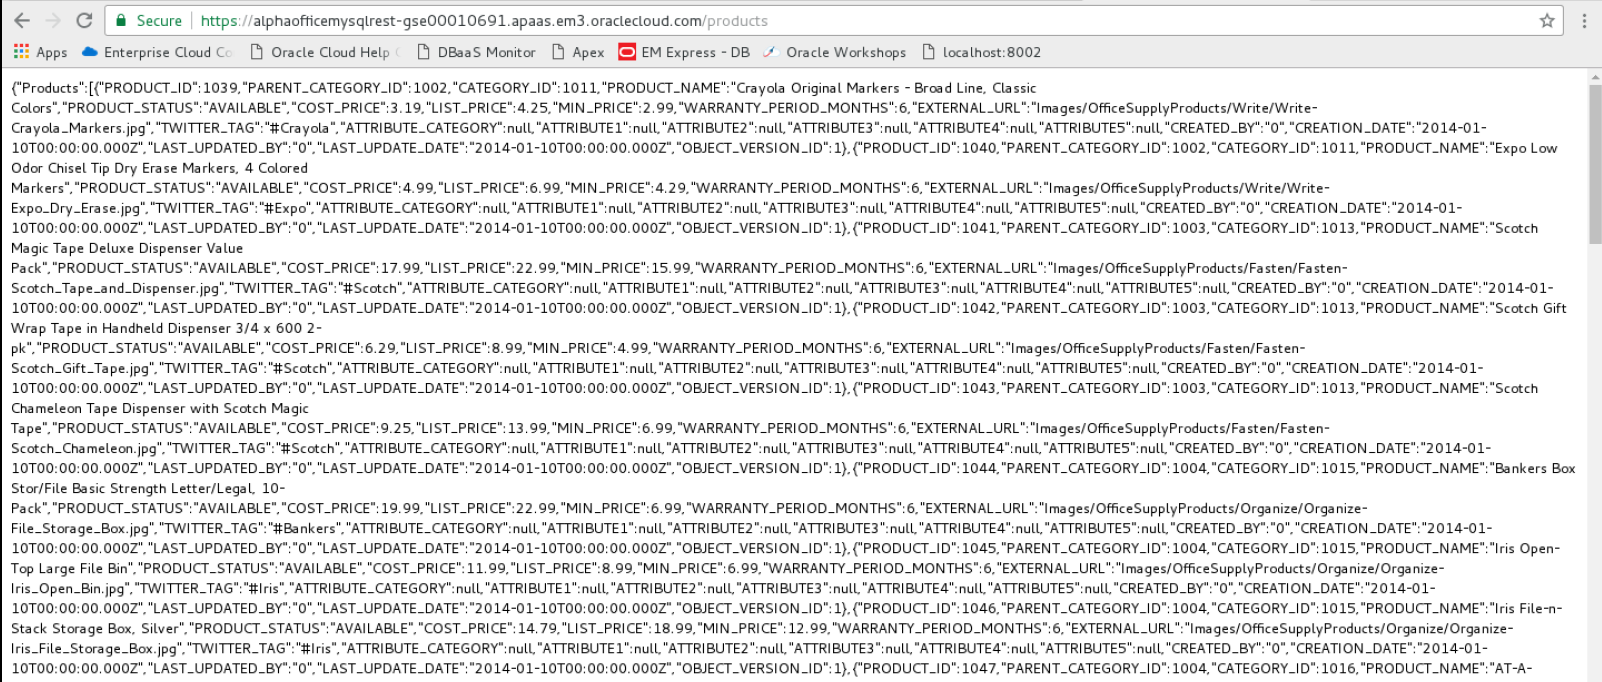 Secure https://alphaofficemysqlrest-gse00010691.apaas.em3.oraclecloud.com/products
Apps Enterprise Cloud Co Oracle Cloud Help ( DBaaS Monitor Apex EM Express - DB Oracle Workshops localhost:8002
{"Products":[{"PRODUCT_ID":1039,"PARENT_CATEGORY_ID":1002,"CATEGORY_ID":1011,"PRODUCT_NAME":"Crayola Original Markers - Broad Line, Classic
Colors","PRODUCT_STATUS":"AVAILABLE","COST_PRICE":3.19,"LIST_PRICE":4.25,"MIN_PRICE":2.99,"WARRANTY_PERIOD_MONTHS":6,"EXTERNAL_URL":"Images/OfficeSupplyProducts/Write/Write-
Crayola_Markers.jpg","TWITTER_TAG":"#Crayola","ATTRIBUTE_CATEGORY":null,"ATTRIBUTE1":null,"ATTRIBUTE2":null,"ATTRIBUTE3":null,"ATTRIBUTE4":null,"ATTRIBUTE5":null,"CREATED_BY":"0","CREATION_DATE":"2014-01-
10T00:00:00.000Z","LAST_UPDATED_BY":"0","LAST_UPDATE_DATE":"2014-01-10T00:00:00.000Z","OBJECT_VERSION_ID":1},{"PRODUCT_ID":1040,"PARENT_CATEGORY_ID":1002,"CATEGORY_ID":1011,"PRODUCT_NAME":"Expo Low
Odor Chisel Tip Dry Erase Markers, 4 Colored
Markers","PRODUCT_STATUS":"AVAILABLE","COST_PRICE":4.99,"LIST_PRICE":6.99,"MIN_PRICE":4.29,"WARRANTY_PERIOD_MONTHS":6,"EXTERNAL_URL":"Images/OfficeSupplyProducts/Write/Write-
Expo_Dry_Erase.jpg","TWITTER_TAG":"#Expo","ATTRIBUTE_CATEGORY":null,"ATTRIBUTE1":null,"ATTRIBUTE2":null,"ATTRIBUTE3":null,"ATTRIBUTE4":null,"ATTRIBUTE5":null,"CREATED_BY":"0","CREATION_DATE":"2014-01-
10T00:00:00.000Z","LAST_UPDATED_BY":"0","LAST_UPDATE_DATE":"2014-01-10T00:00:00.000Z","OBJECT_VERSION_ID":1},{"PRODUCT_ID":1041,"PARENT_CATEGORY_ID":1003,"CATEGORY_ID":1013,"PRODUCT_NAME":"Scotch
Magic Tape Deluxe Dispenser Value
Pack","PRODUCT_STATUS":"AVAILABLE","COST_PRICE":17.99,"LIST_PRICE":22.99,"MIN_PRICE":15.99,"WARRANTY_PERIOD_MONTHS":6,"EXTERNAL_URL":"Images/OfficeSupplyProducts/Fasten/Fasten-
Scotch_Tape_and_Dispenser.jpg","TWITTER_TAG":"#Scotch","ATTRIBUTE_CATEGORY":null,"ATTRIBUTE1":null,"ATTRIBUTE2":null,"ATTRIBUTE3":null,"ATTRIBUTE4":null,"ATTRIBUTE5":null,"CREATED_BY":"0","CREATION_DATE":"2014-01-
10T00:00:00.000Z","LAST_UPDATED_BY":"0","LAST_UPDATE_DATE":"2014-01-10T00:00:00.000Z","OBJECT_VERSION_ID":1},{"PRODUCT_ID":1042,"PARENT_CATEGORY_ID":1003,"CATEGORY_ID":1013,"PRODUCT_NAME":"Scotch Gift
Wrap Tape in Handheld Dispenser 3/4 x 600 2-
pk","PRODUCT_STATUS":"AVAILABLE","COST_PRICE":6.29,"LIST_PRICE":8.99,"MIN_PRICE":4.99,"WARRANTY_PERIOD_MONTHS":6,"EXTERNAL_URL":"Images/OfficeSupplyProducts/Fasten/Fasten-
Scotch_Gift_Tape.jpg","TWITTER_TAG":"#Scotch","ATTRIBUTE_CATEGORY":null,"ATTRIBUTE1":null,"ATTRIBUTE2":null,"ATTRIBUTE3":null,"ATTRIBUTE4":null,"ATTRIBUTE5":null,"CREATED_BY":"0","CREATION_DATE":"2014-01-
10T00:00:00.000Z","LAST_UPDATED_BY":"0","LAST_UPDATE_DATE":"2014-01-10T00:00:00.000Z","OBJECT_VERSION_ID":1},{"PRODUCT_ID":1043,"PARENT_CATEGORY_ID":1003,"CATEGORY_ID":1013,"PRODUCT_NAME":"Scotch
Chameleon Tape Dispenser with Scotch Magic
Tape","PRODUCT_STATUS":"AVAILABLE","COST_PRICE":9.25,"LIST_PRICE":13.99,"MIN_PRICE":6.99,"WARRANTY_PERIOD_MONTHS":6,"EXTERNAL_URL":"Images/OfficeSupplyProducts/Fasten/Fasten-
Scotch_Chameleon.jpg","TWITTER_TAG":"#Scotch","ATTRIBUTE_CATEGORY":null,"ATTRIBUTE1":null,"ATTRIBUTE2":null,"ATTRIBUTE3":null,"ATTRIBUTE4":null,"ATTRIBUTE5":null,"CREATED_BY":"0","CREATION_DATE":"2014-01-
10T00:00:00.000Z","LAST_UPDATED_BY":"0","LAST_UPDATE_DATE":"2014-01-10T00:00:00.000Z","OBJECT_VERSION_ID":1},{"PRODUCT_ID":1044,"PARENT_CATEGORY_ID":1004,"CATEGORY_ID":1015,"PRODUCT_NAME":"Bankers Box
Stor/File Basic Strength Letter/Legal, 10-
Pack","PRODUCT_STATUS":"AVAILABLE","COST_PRICE":19.99,"LIST_PRICE":22.99,"MIN_PRICE":6.99,"WARRANTY_PERIOD_MONTHS":6,"EXTERNAL_URL":"Images/OfficeSupplyProducts/Organize/Organize-
File_Storage_Box.jpg","TWITTER_TAG":"#Bankers","ATTRIBUTE_CATEGORY":null,"ATTRIBUTE1":null,"ATTRIBUTE2":null,"ATTRIBUTE3":null,"ATTRIBUTE4":null,"ATTRIBUTE5":null,"CREATED_BY":"0","CREATION_DATE":"2014-01-
10T00:00:00.000Z","LAST_UPDATED_BY":"0","LAST_UPDATE_DATE":"2014-01-10T00:00:00.000Z","OBJECT_VERSION_ID":1},{"PRODUCT_ID":1045,"PARENT_CATEGORY_ID":1004,"CATEGORY_ID":1015,"PRODUCT_NAME":"Iris Open-
Top Large File Bin","PRODUCT_STATUS":"AVAILABLE","COST_PRICE":11.99,"LIST_PRICE":8.99,"MIN_PRICE":6.99,"WARRANTY_PERIOD_MONTHS":6,"EXTERNAL_URL":"Images/OfficeSupplyProducts/Organize/Organize-
Iris_Open_Bin.jpg","TWITTER_TAG":"#Iris","ATTRIBUTE_CATEGORY":null,"ATTRIBUTE1":null,"ATTRIBUTE2":null,"ATTRIBUTE3":null,"ATTRIBUTE4":null,"ATTRIBUTE5":null,"CREATED_BY":"0","CREATION_DATE":"2014-01-
10T00:00:00.000Z","LAST_UPDATED_BY":"0","LAST_UPDATE_DATE":"2014-01-10T00:00:00.000Z","OBJECT_VERSION_ID":1},{"PRODUCT_ID":1046,"PARENT_CATEGORY_ID":1004,"CATEGORY_ID":1015,"PRODUCT_NAME":"Iris File-n-
Stack Storage Box, Silver","PRODUCT_STATUS":"AVAILABLE","COST_PRICE":14.79,"LIST_PRICE":18.99,"MIN_PRICE":12.99,"WARRANTY_PERIOD_MONTHS":6,"EXTERNAL_URL":"Images/OfficeSupplyProducts/Organize/Organize-
Iris_File_Storage_Box.jpg","TWITTER_TAG":"#Iris","ATTRIBUTE_CATEGORY":null,"ATTRIBUTE1":null,"ATTRIBUTE2":null,"ATTRIBUTE3":null,"ATTRIBUTE4":null,"ATTRIBUTE5":null,"CREATED_BY":"0","CREATION_DATE":"2014-01-
10T00:00:00.000Z","LAST_UPDATED_BY":"0","LAST_UPDATE_DATE":"2014-01-10T00:00:00.000Z","OBJECT_VERSION_ID":1},{"PRODUCT_ID":1047,"PARENT_CATEGORY_ID":1004,"CATEGORY_ID":1016,"PRODUCT_NAME":"AT-A-